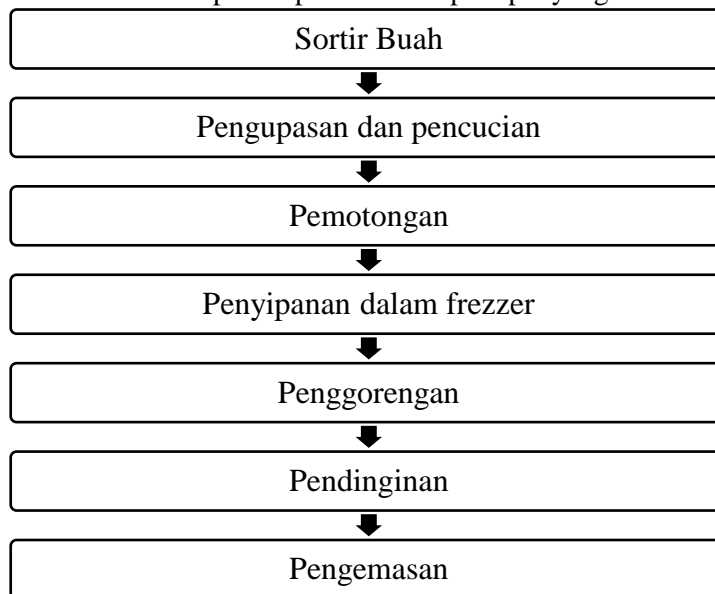 Sortir Buah
Pengupasan dan pencucian
Pemotongan
Penyipanan dalam frezzer
Penggorengan
Pendinginan
Pengemasan